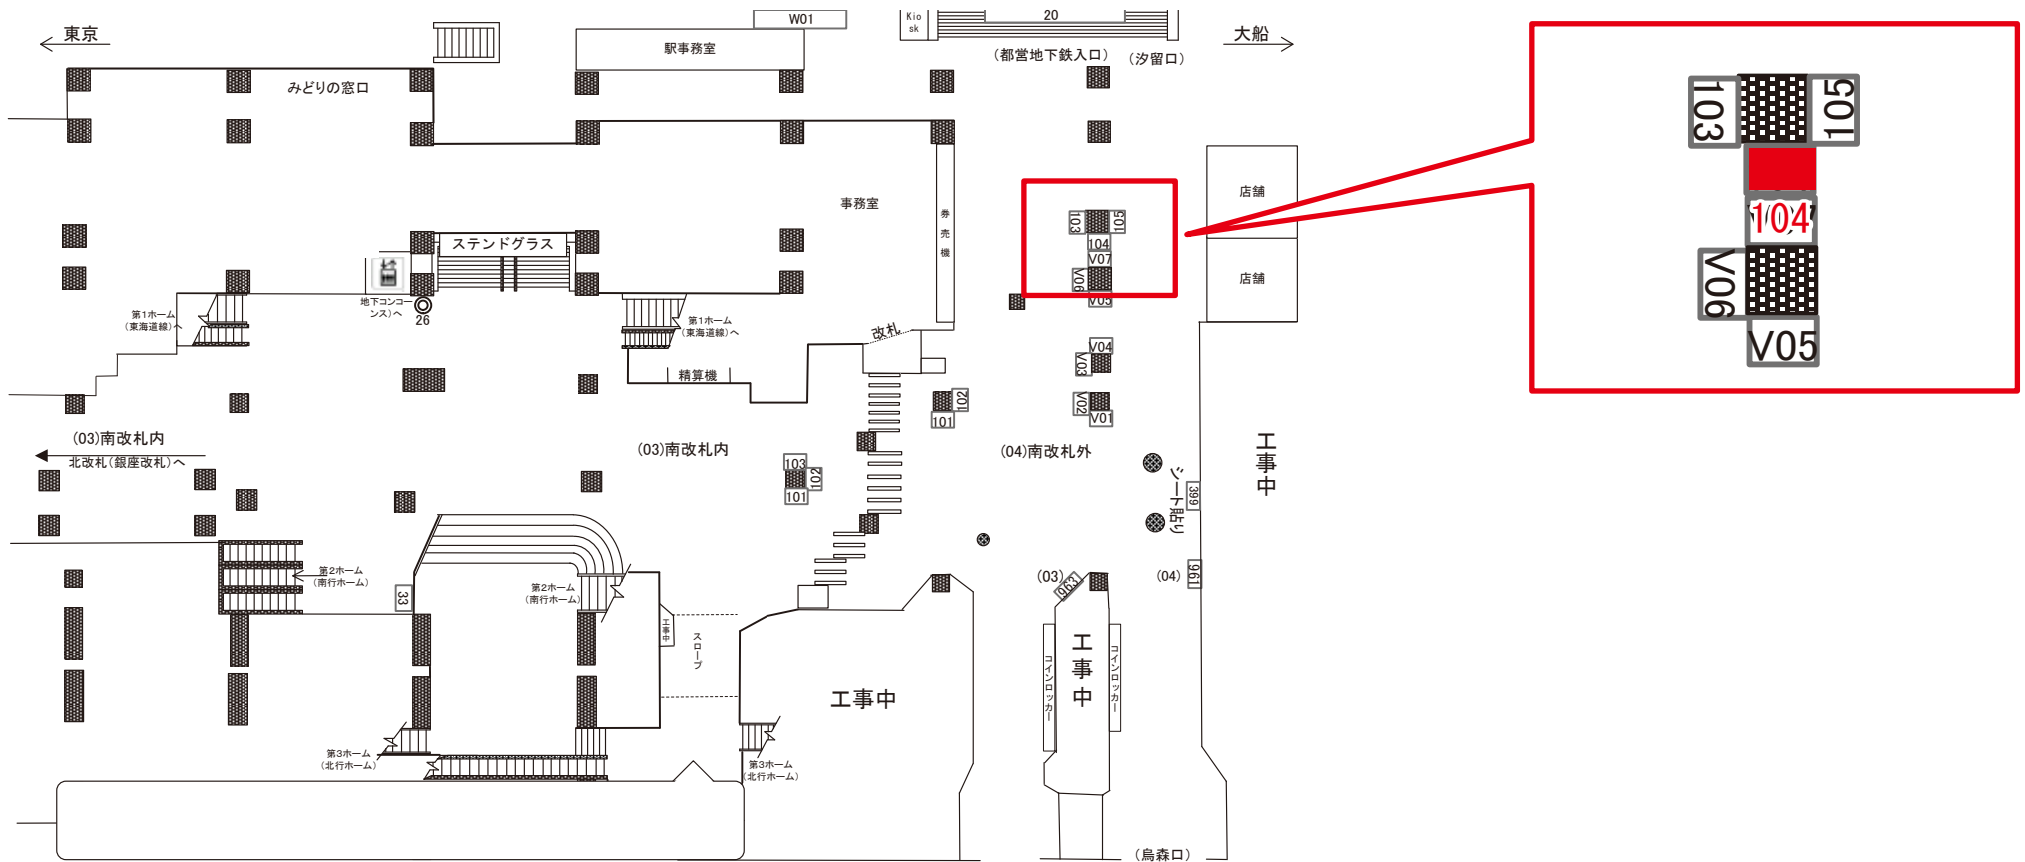 W01
Kio
sk
20
東京
駅事務室
(都営地下鉄入口)
(汐留口)
大船
みどりの窓口
103
105
104
V06
V05
事務室
券売機
店舗
103
105
104
V07
V06
V05
ステンドグラス
店舗
地下コンコー
ンス)へ
26
第1ホーム
(東海道線)へ
第1ホーム
(東海道線)へ
改札
精算機
V04
V03
102
101
V02
V01
(03)南改札内
北改札(銀座改札)へ
(03)南改札内
(04)南改札外
工事中
103
102
101
シート貼り
399
第2ホーム
(南行ホーム)
33
第2ホーム
(南行ホーム)
(03)
963
(04)
961
工事中
スロープ
コインロッカー
工事中
コインロッカー
工事中
第3ホーム
(北行ホーム)
第3ホーム
(北行ホーム)
(烏森口)